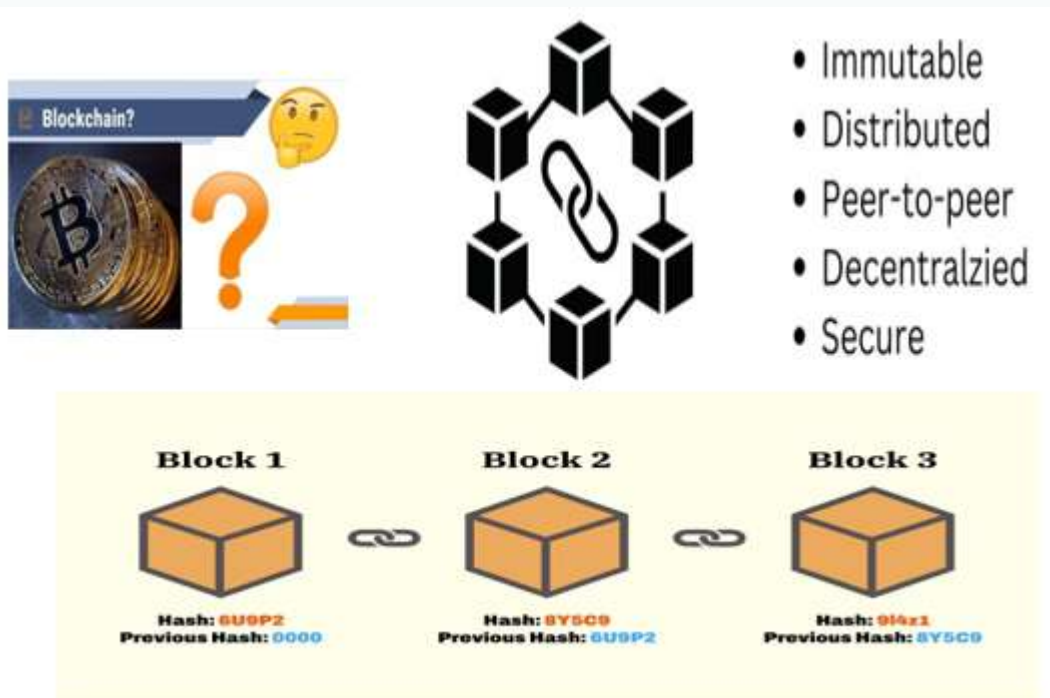 Blockchain?
• Immutable
• Distributed
• Peer-to-peer
• Decentralzied
• Secure
Block 1
Block 2
Block 3
Hash: 6U9P2
Previous Hash: 0000
Hash: 8Y5C9
Previous Hash: 6U9P2
Hash: 9I4z1
Previous Hash: 8Y5C9